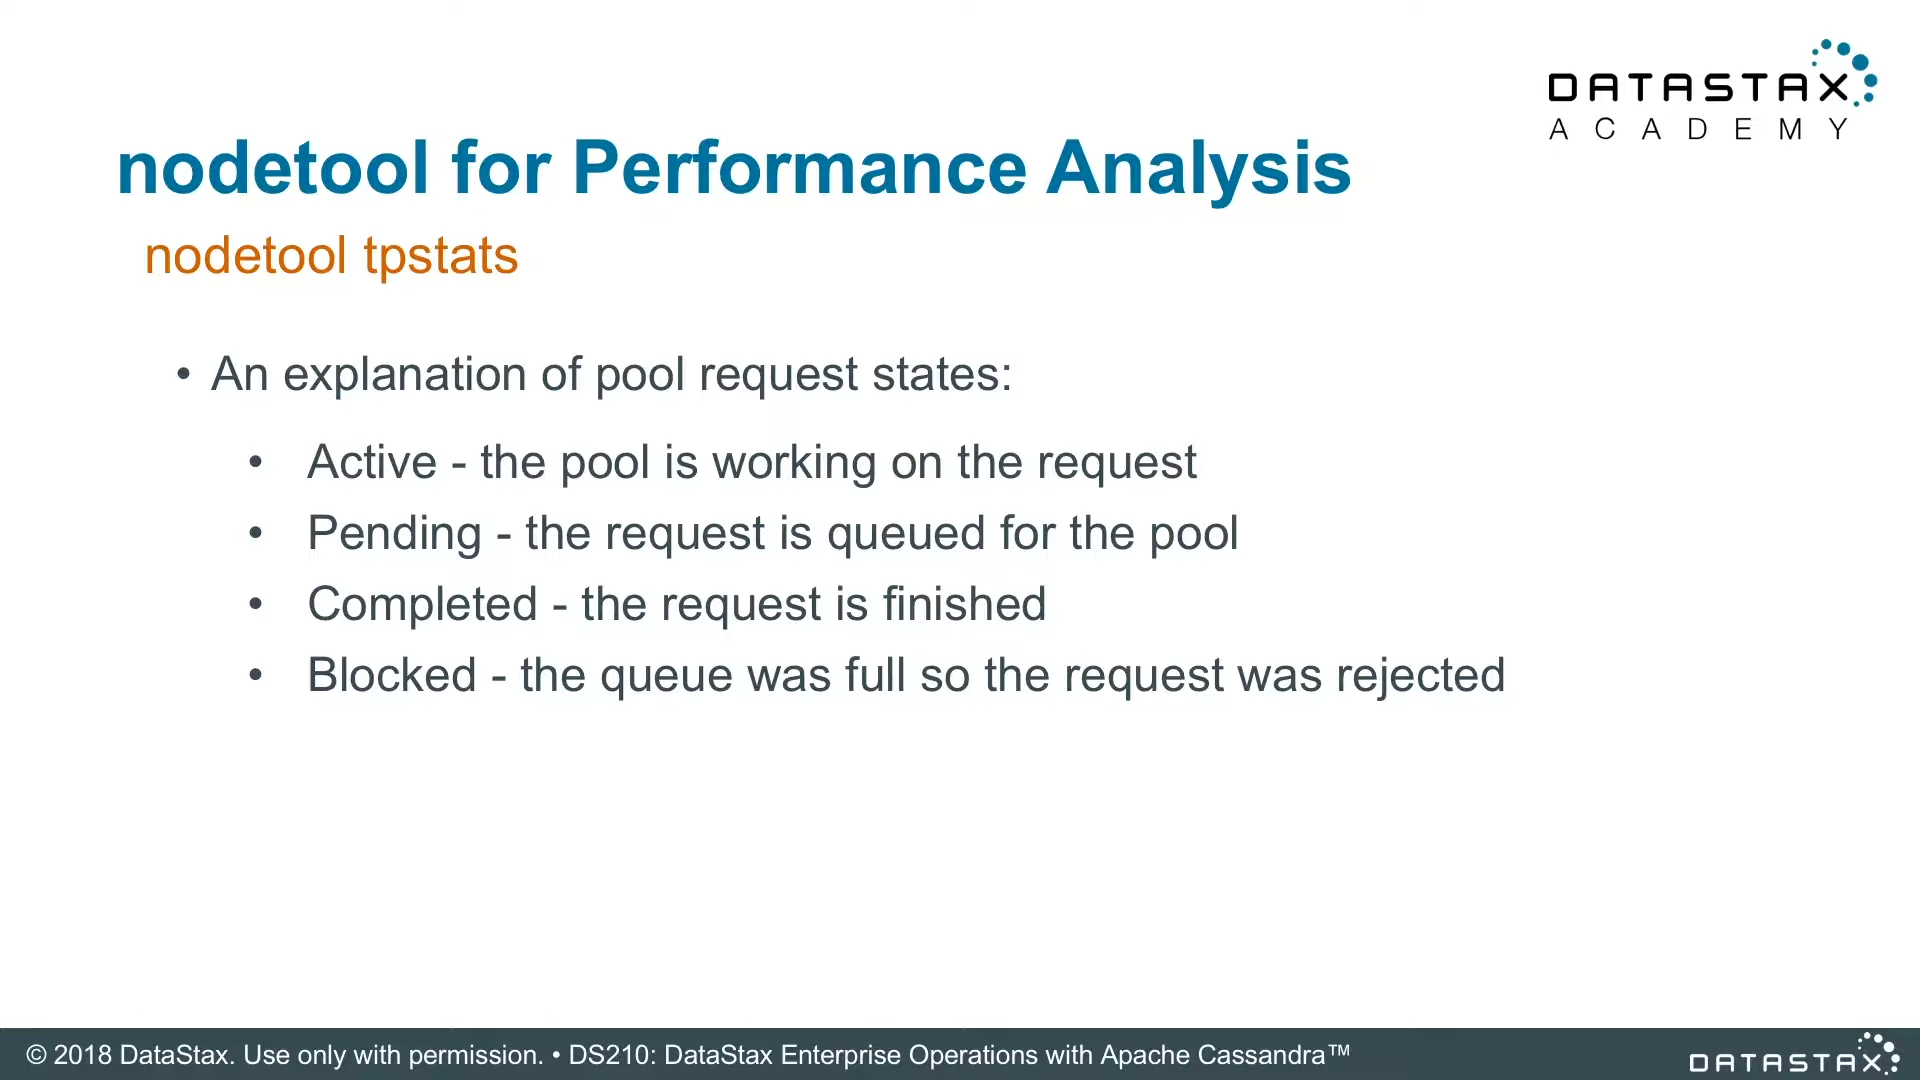 DATASTAX
ACADEMY
nodetool for Performance Analysis
nodetool tpstats
• An explanation of pool request states:
• Active - the pool is working on the request
• Pending - the request is queued for the pool
• Completed - the request is finished
• Blocked - the queue was full so the request was rejected
© 2018 DataStax. Use only with permission. • DS210: DataStax Enterprise Operations with Apache Cassandra™
DATASTAX